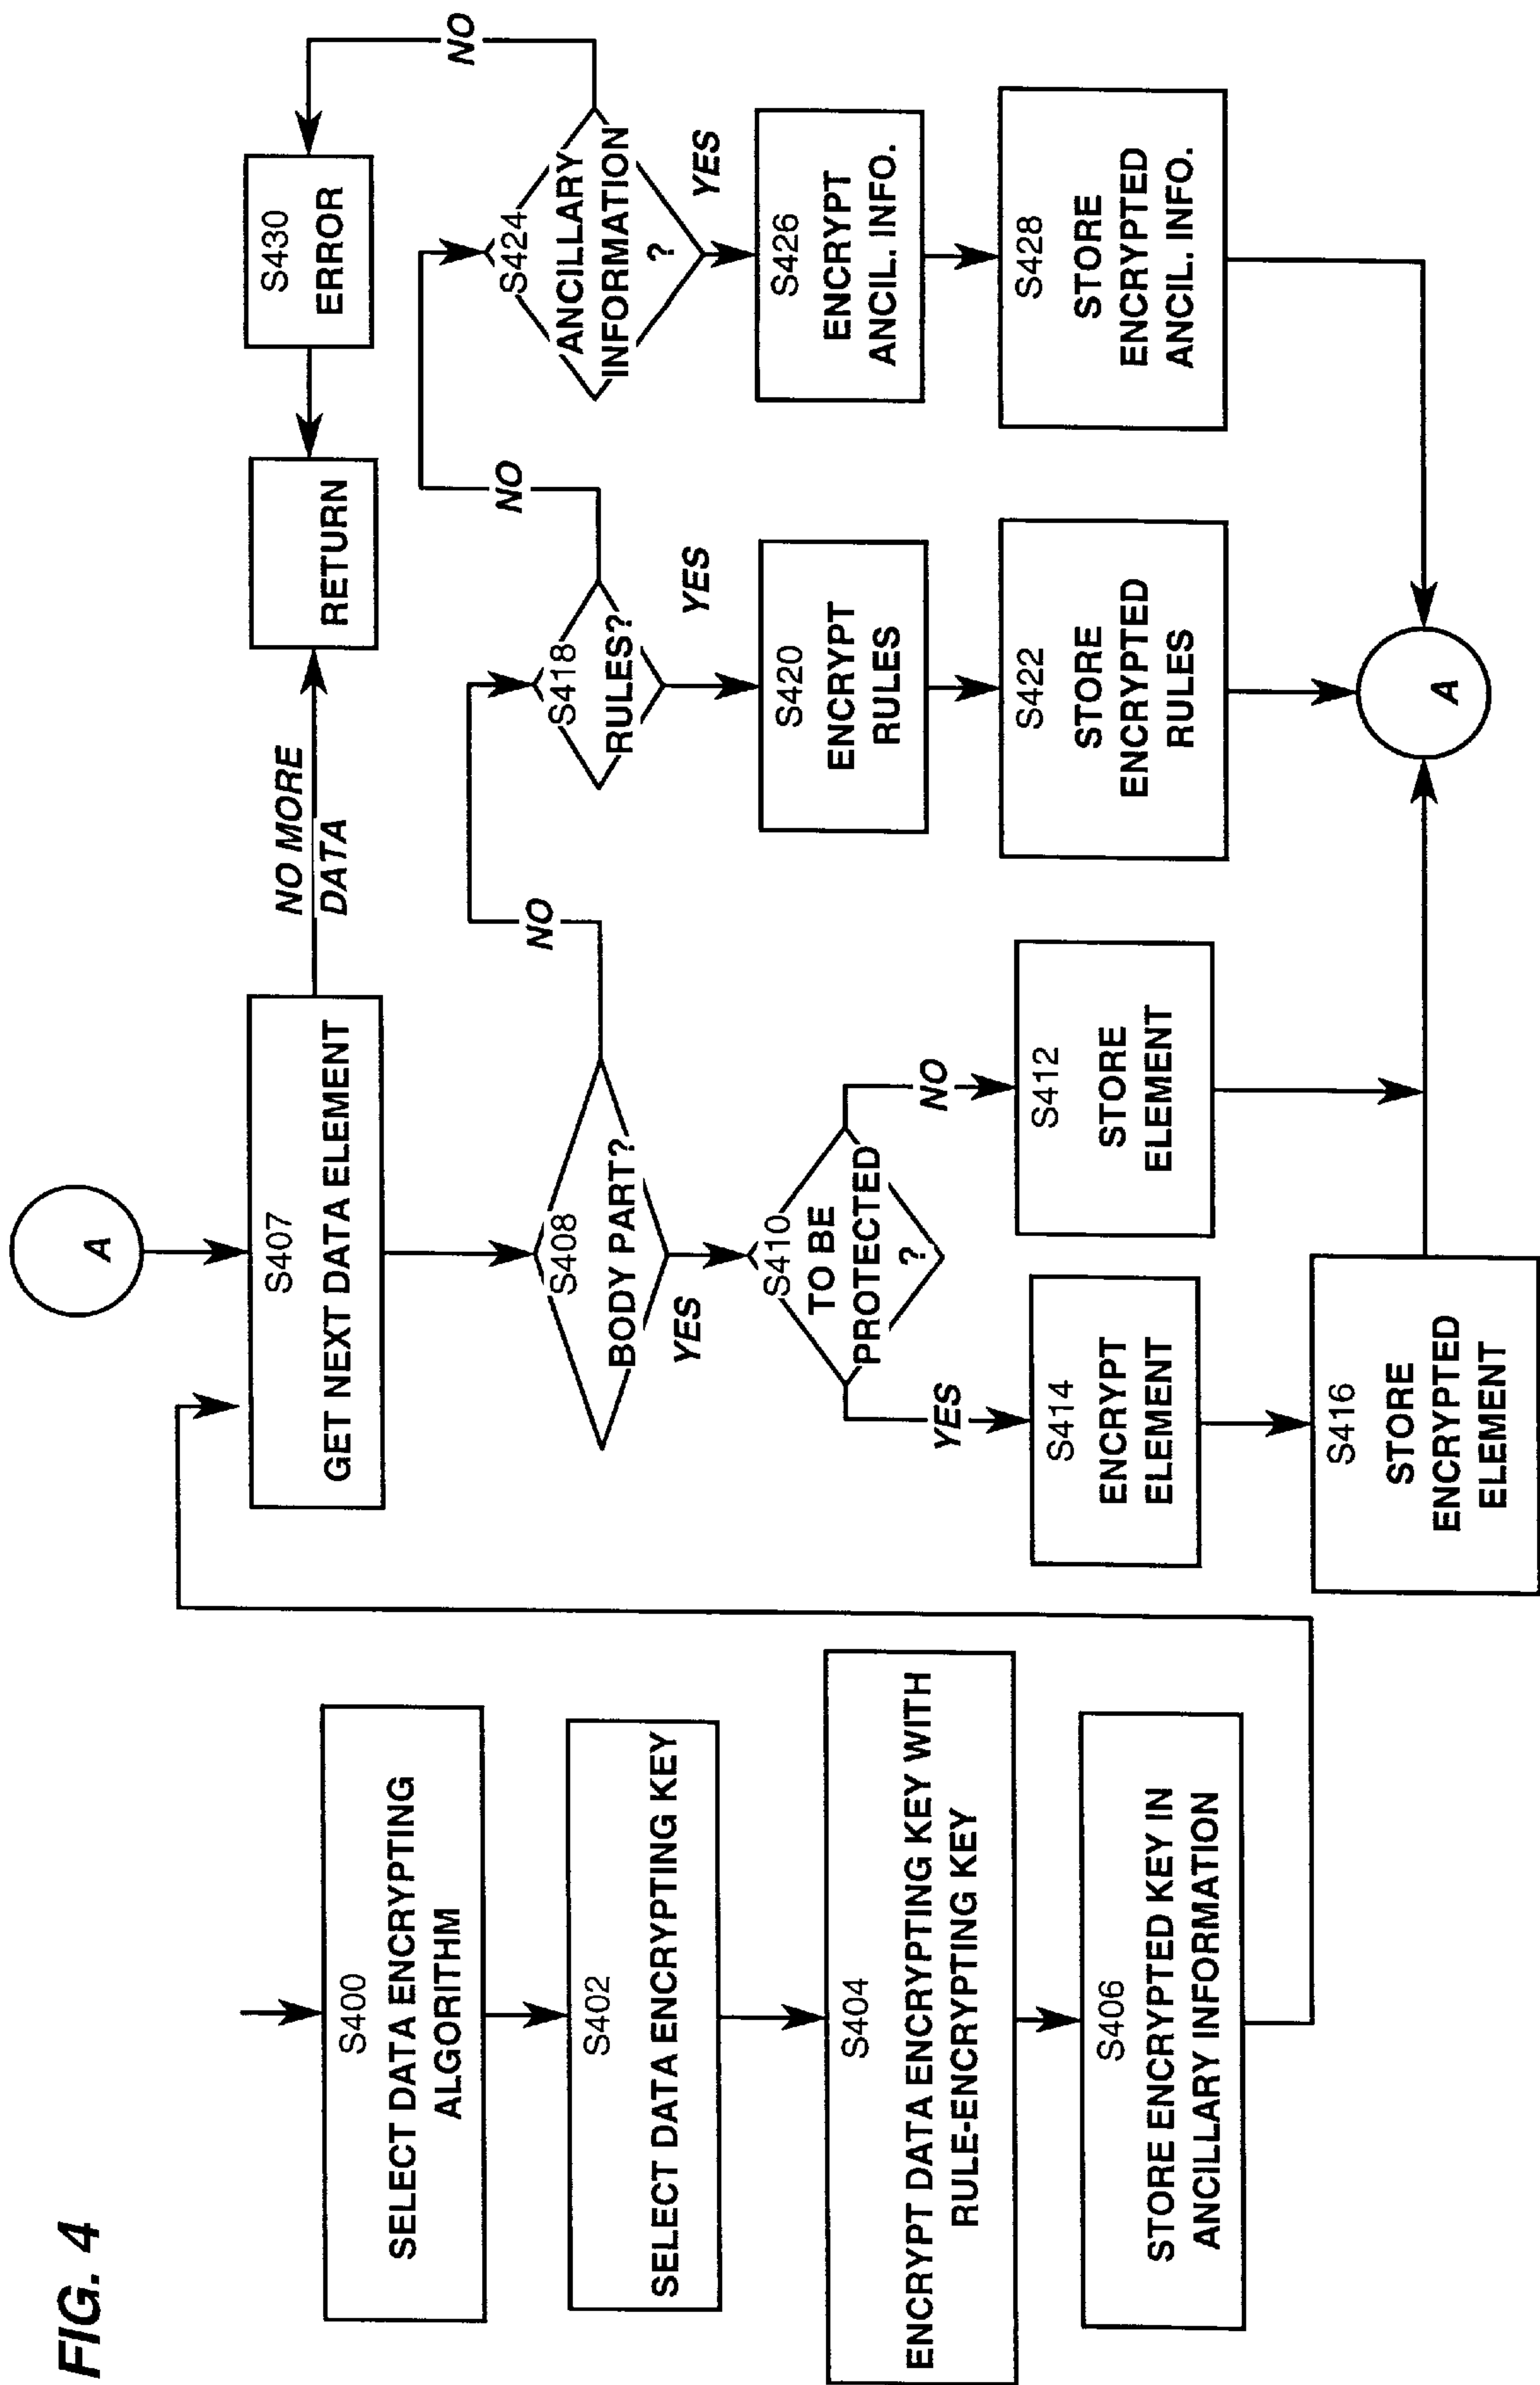 FIG. 4
S400
SELECT DATA ENCRYPTING
ALGORITHM
S402
SELECT DATA ENCRYPTING KEY
S404
ENCRYPT DATA ENCRYPTING KEY WITH
RULE-ENCRYPTING KEY
S406
STORE ENCRYPTED KEY IN
ANCILLARY INFORMATION
A
S407
GET NEXT DATA ELEMENT
NO MORE
DATA
RETURN
S430
ERROR
S408
BODY PART?
NO
YES
S410
TO BE
PROTECTED
?
YES
NO
S414
ENCRYPT
ELEMENT
S416
STORE
ENCRYPTED
ELEMENT
S412
STORE
ELEMENT
S418
RULES?
NO
YES
S420
ENCRYPT
RULES
S422
STORE
ENCRYPTED
RULES
S424
ANCILLARY
INFORMATION
?
NO
YES
S426
ENCRYPT
ANCIL. INFO.
S428
STORE
ENCRYPTED
ANCIL. INFO.
A